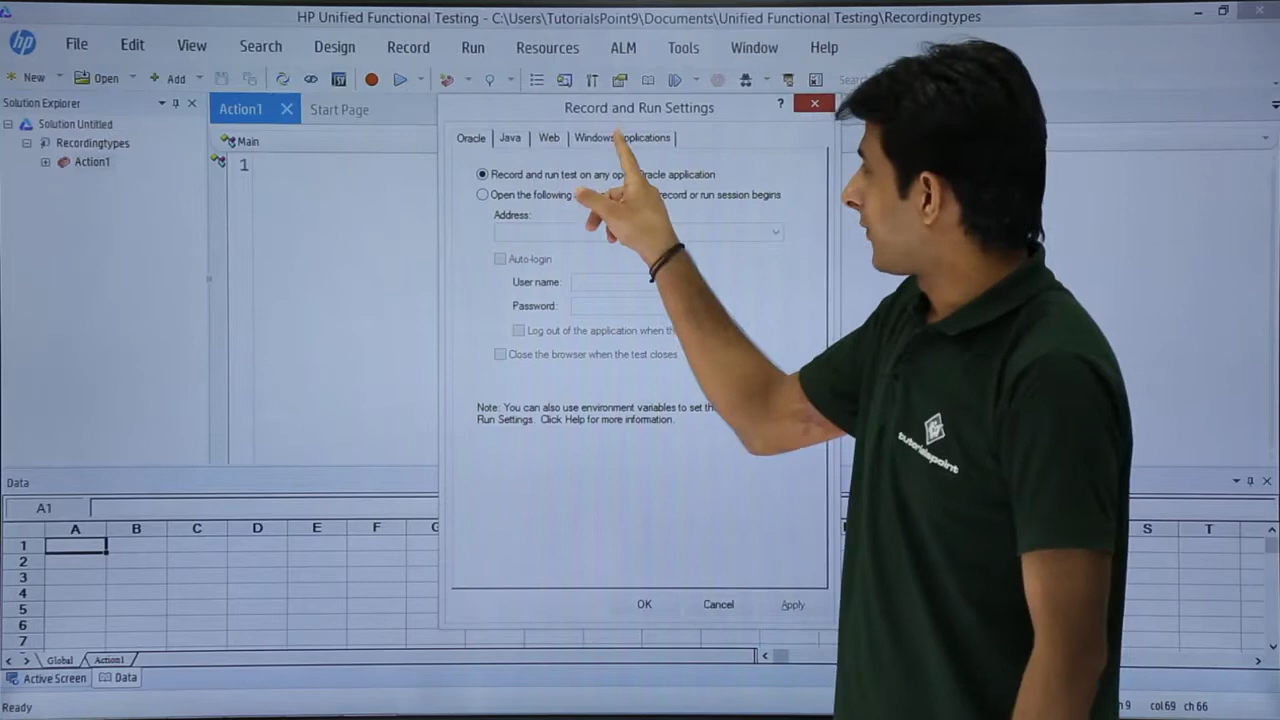 HP Unified Functional Testing - C:\Users\TutorialsPoint9\Documents\Unified Functional Testing\Recordingtypes
hp File Edit View Search Design Record Run Resources ALM Tools Window Help
New Open Add
Solution Explorer
Solution Untitled
Recordingtypes
Action1
Action1 Start Page
Main
1
Record and Run Settings ?
Oracle Java Web Windows Applications
Record and run test on any open Oracle application
Open the following record or run session begins
Address:
Auto-login
User name:
Password:
Log out of the application when
Close the browser when the test closes
Note: You can also use environment variables to set
Run Settings. Click Help for more information.
OK Cancel Apply
tutorialspoint
Data
A1
A B C D E F S T
1
2
3
4
5
6
7
Global Action1
Active Screen Data
Ready col69 ch 66